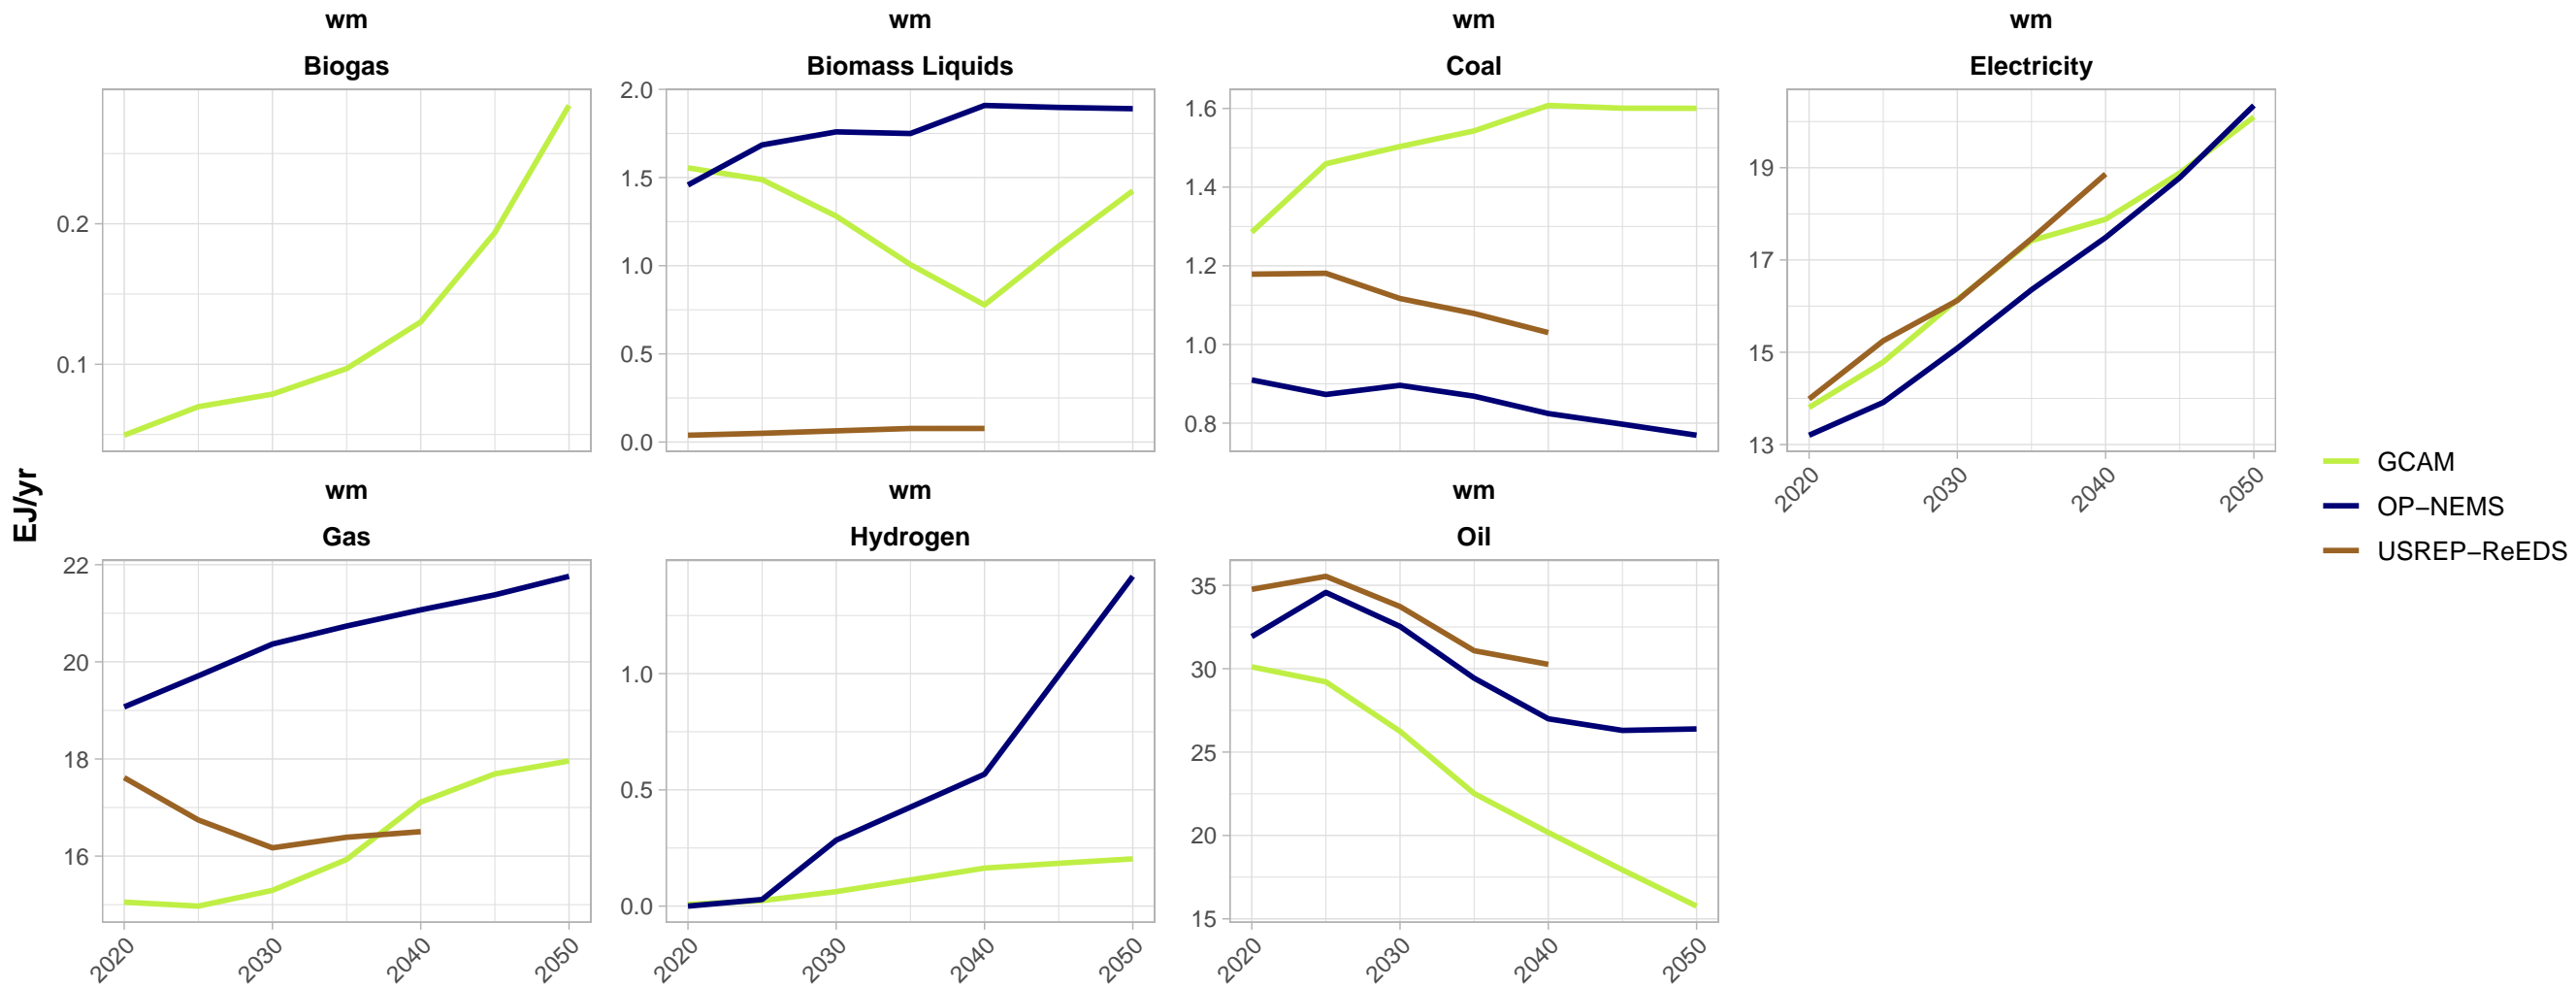 wm
wm
wm
wm
Biogas
Biomass Liquids
Coal
Electricity
0.2
0.1
2.0
1.5
1.0
0.5
0.0
1.6
1.4
1.2
1.0
0.8
19
17
15
13
2020
2030
2040
2050
EJ/yr
GCAM
OP−NEMS
USREP−ReEDS
wm
wm
wm
Gas
Hydrogen
Oil
22
20
18
16
1.0
0.5
0.0
35
30
25
20
15
2020
2030
2040
2050
2020
2030
2040
2050
2020
2030
2040
2050